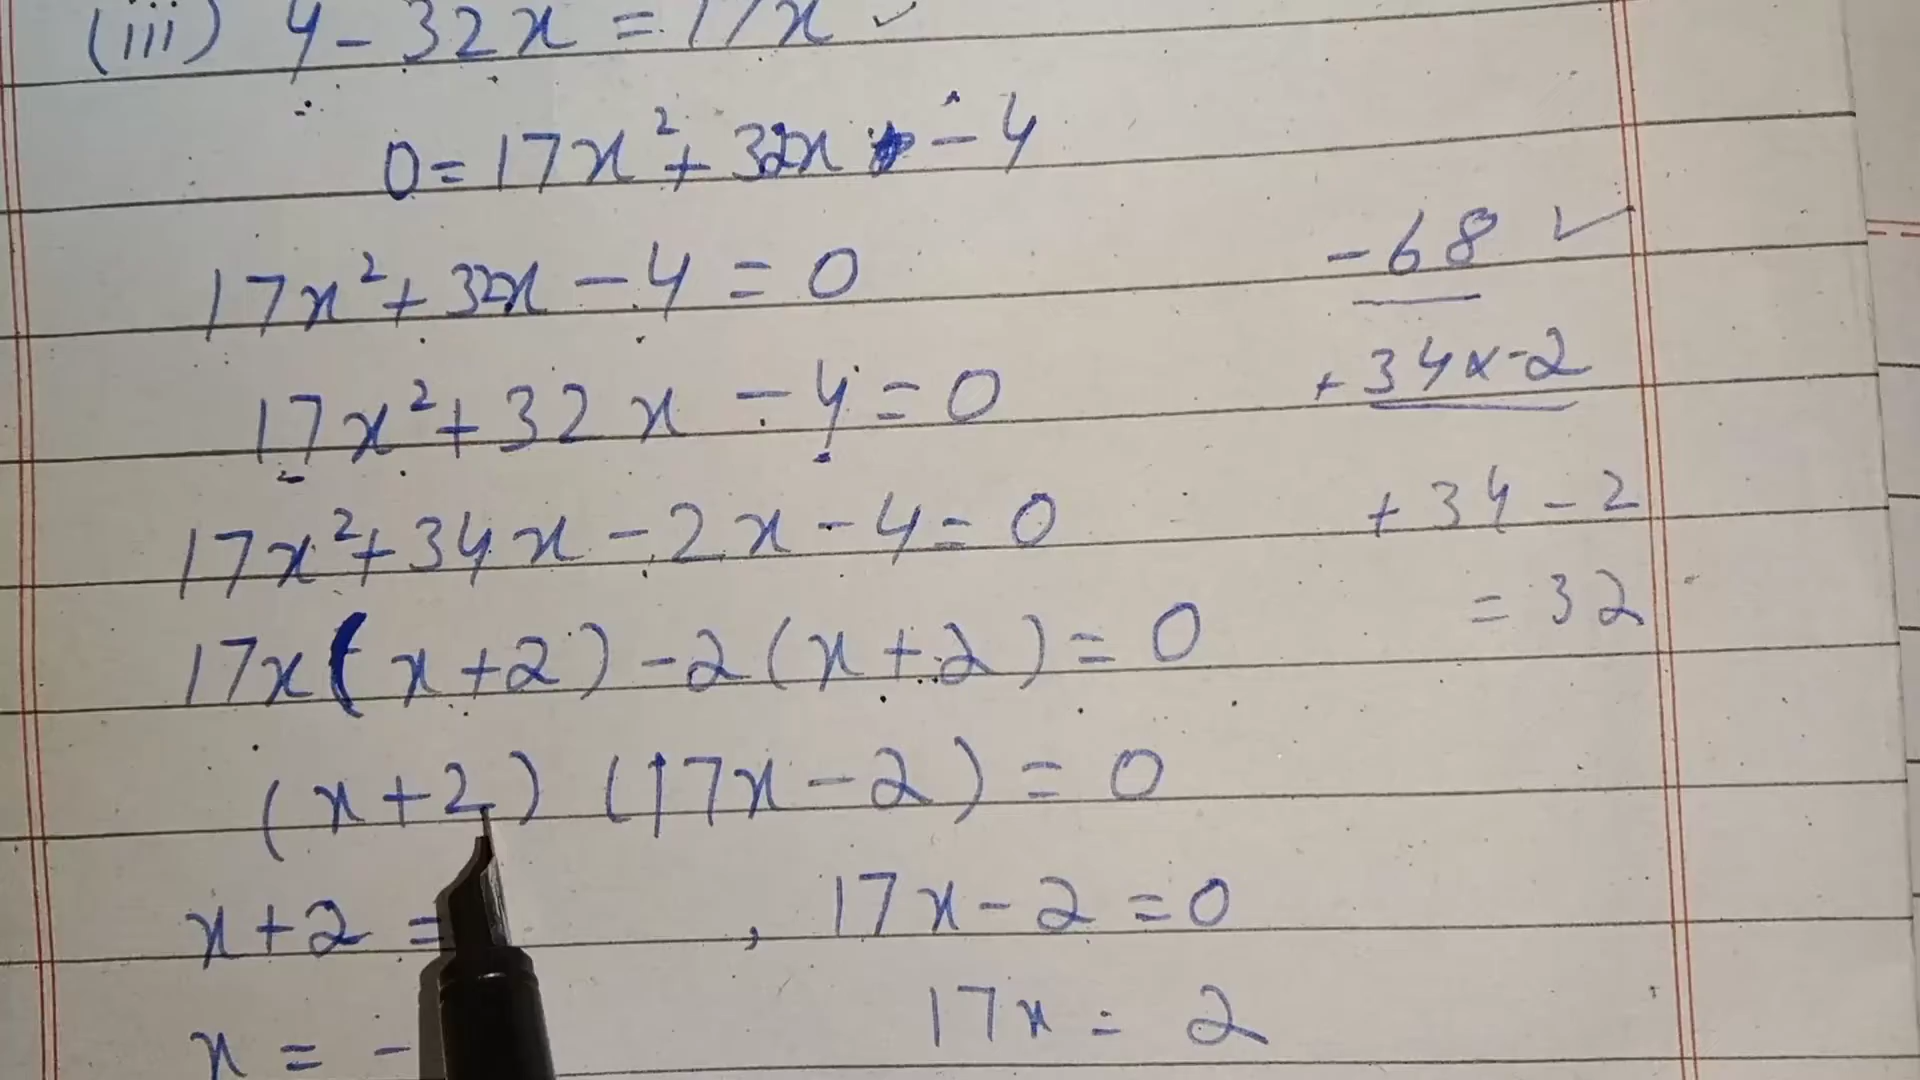 (iii) 4 - 32x = 17x
0 = 17x² + 32x - 4
17x² + 32x - 4 = 0
-68 ✓
17x² + 32x - 4 = 0
+34x-2
17x² + 34x - 2x - 4 = 0
+34 - 2
= 32
17x(x+2) - 2(x+2) = 0
(x+2) (17x-2) = 0
x+2 =
, 17x - 2 = 0
x = -
17x = 2